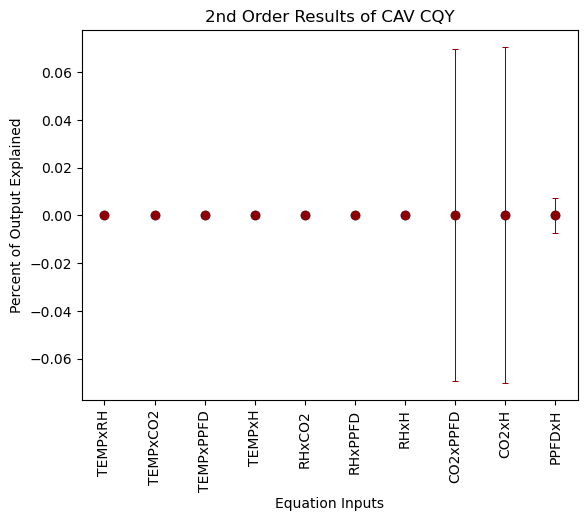 2nd Order Results of CAV CQY
Percent of Output Explained
0.06
0.04
0.02
0.00
−0.02
−0.04
−0.06
TEMPxRH
TEMPxCO2
TEMPxPPFD
TEMPxH
RHxCO2
RHxPPFD
RHxH
CO2xPPFD
CO2xH
PPFDxH
Equation Inputs